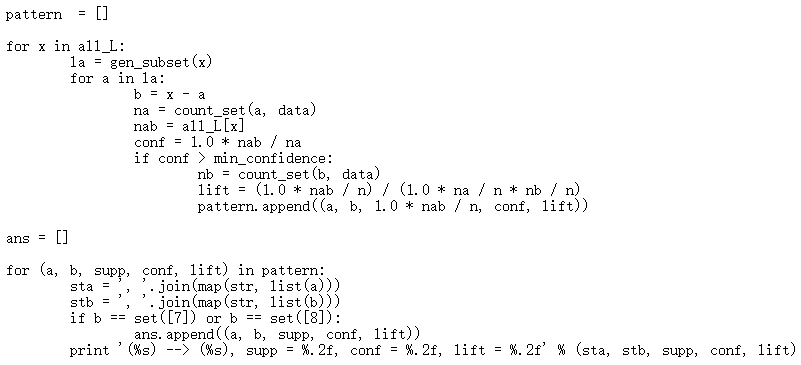 pattern  = []

for x in all_L:
        la = gen_subset(x)
        for a in la:
                b = x - a
                na = count_set(a, data)
                nab = all_L[x]
                conf = 1.0 * nab / na
                if conf > min_confidence:
                        nb = count_set(b, data)
                        lift = (1.0 * nab / n) / (1.0 * na / n * nb / n)
                        pattern.append((a, b, 1.0 * nab / n, conf, lift))

ans = []

for (a, b, supp, conf, lift) in pattern:
        sta = ', '.join(map(str, list(a)))
        stb = ', '.join(map(str, list(b)))
        if b == set([7]) or b == set([8]):
                ans.append((a, b, supp, conf, lift))
        print '(%s) --> (%s), supp = %.2f, conf = %.2f, lift = %.2f' % (sta, stb, supp, conf, lift)